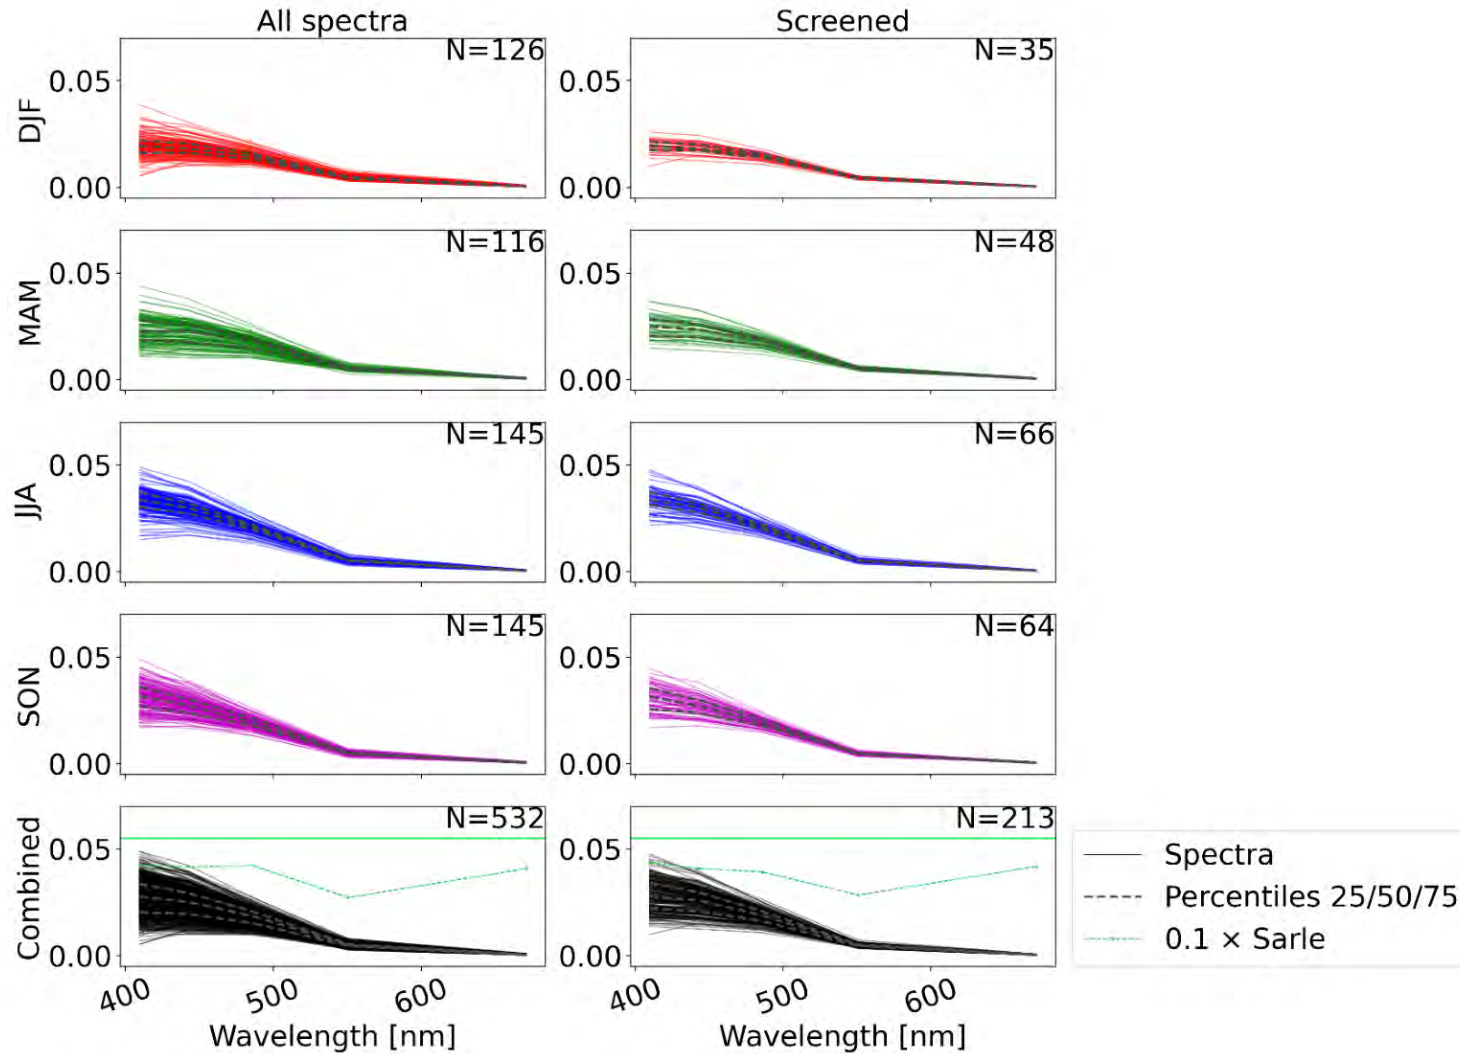 All spectra
Screened
DJF
0.05
0.00
N=126
0.05
0.00
N=35
MAM
0.05
0.00
N=116
0.05
0.00
N=48
JJA
0.05
0.00
N=145
0.05
0.00
N=66
SON
0.05
0.00
N=145
0.05
0.00
N=64
Combined
0.05
0.00
N=532
0.05
0.00
N=213
400 500 600
400 500 600
Wavelength [nm]
Wavelength [nm]
Spectra
Percentiles 25/50/75
0.1 × Sarle